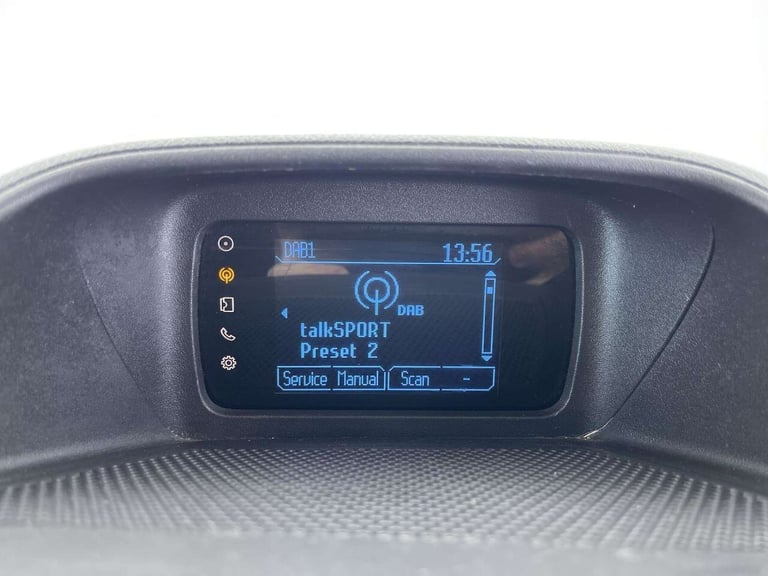 DAB1 13:56
DAB
talkSPORT
Preset 2
Service Manual Scan -